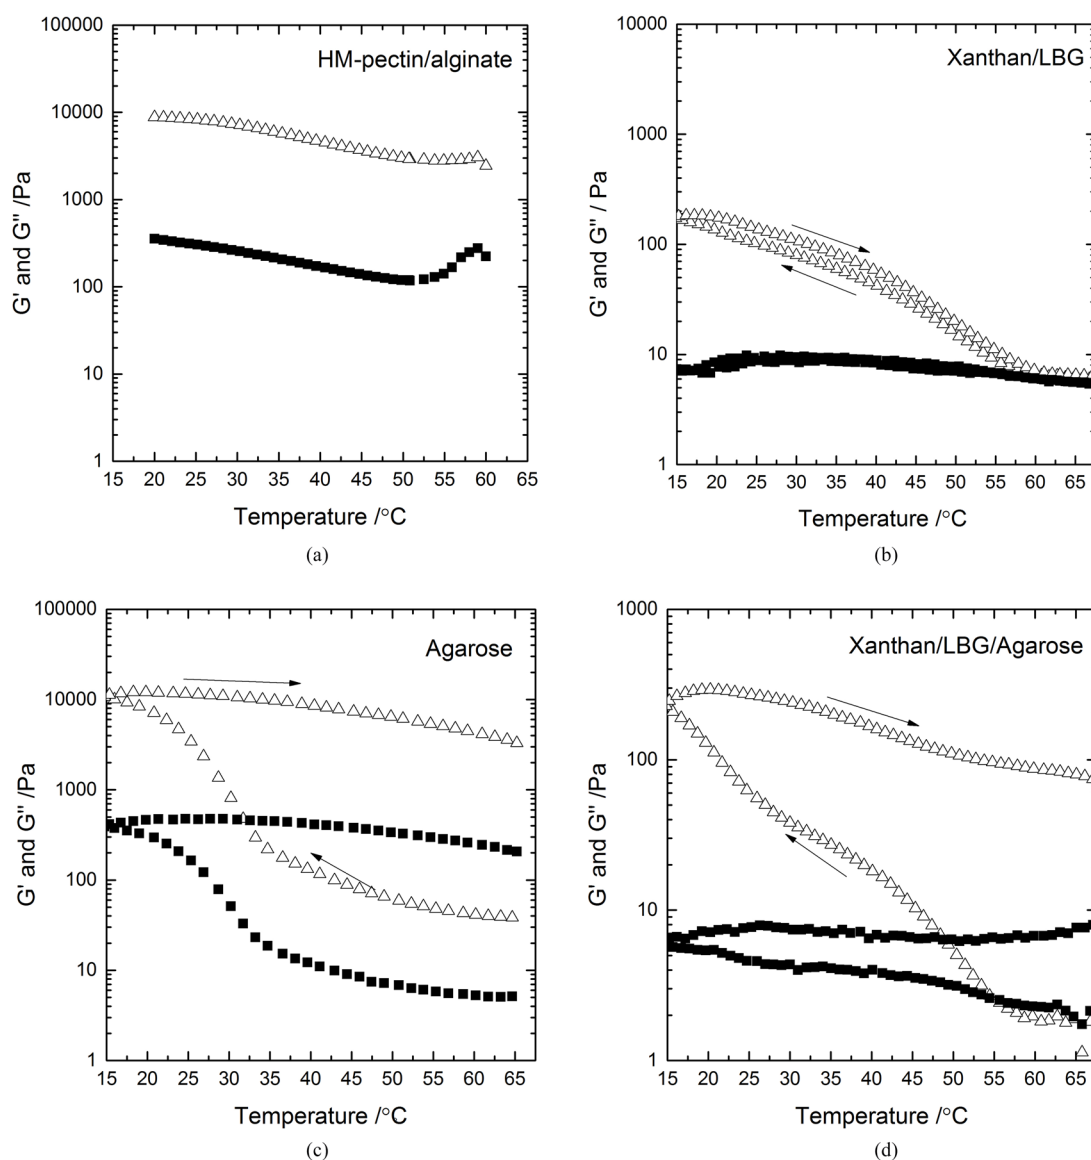 100000
10000
1000
100
10
1
HM-pectin/alginate
G' and G'' /Pa
15 20 25 30 35 40 45 50 55 60 65
Temperature /°C
(a)
10000
1000
100
10
1
Xanthan/LBG
G' and G'' / Pa
15 20 25 30 35 40 45 50 55 60 65
Temperature /°C
(b)
100000
10000
1000
100
10
1
Agarose
G' and G'' /Pa
15 20 25 30 35 40 45 50 55 60 65
Temperature /°C
(c)
1000
100
10
1
Xanthan/LBG/Agarose
G' and G'' /Pa
15 20 25 30 35 40 45 50 55 60 65
Temperature /°C
(d)